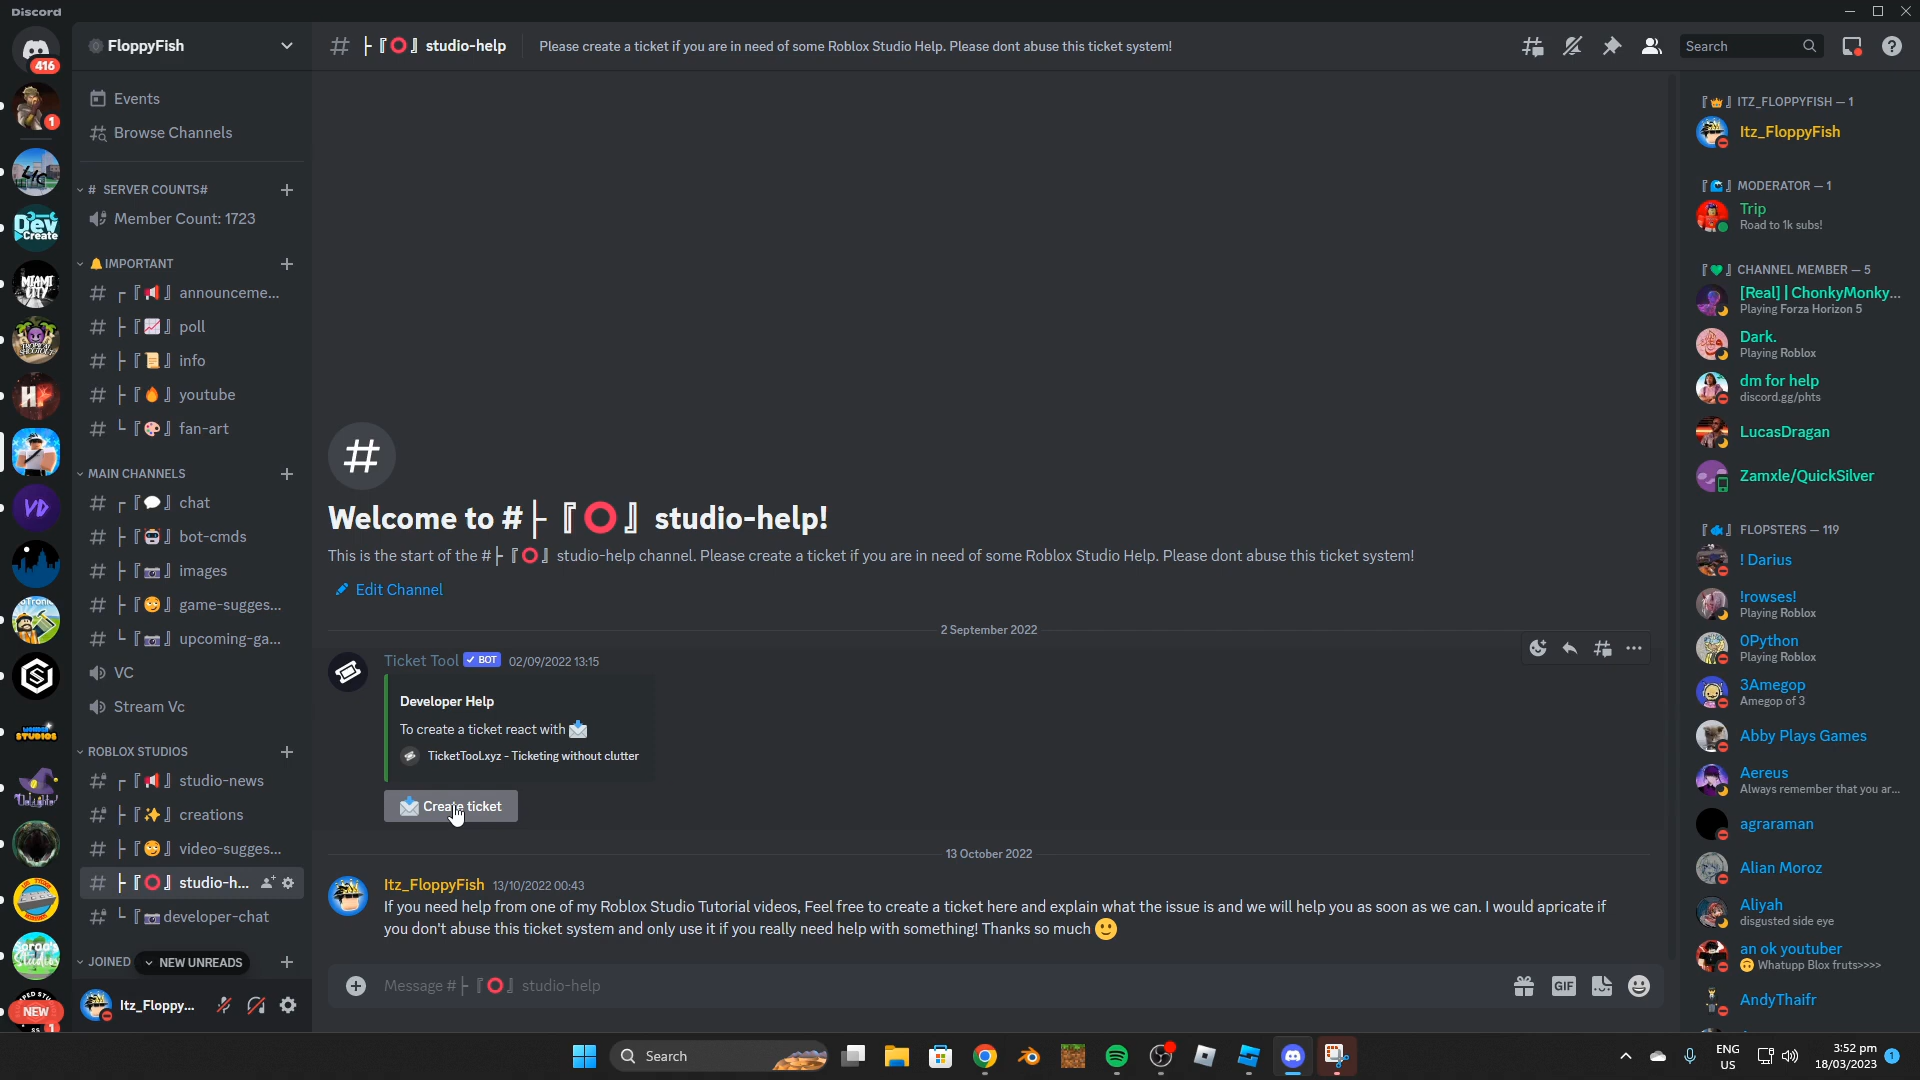 Discord
416
FloppyFish
# ├『⭕』studio-help
Please create a ticket if you are in need of some Roblox Studio Help. Please dont abuse this ticket system!
Search
1
Events
Browse Channels
# SERVER COUNTS#
Member Count: 1723
Dev Create
🔔IMPORTANT
MIAMI CITY
# ┌『📢』announceme...
# ├『📈』poll
# ├『📜』info
# ├『🔥』youtube
# └『🎨』fan-art
MAIN CHANNELS
# ┌『💬』chat
VD
# ├『🤖』bot-cmds
# ├『📷』images
# ├『😳』game-sugges...
# └『📷』upcoming-ga...
VC
Stream Vc
ROBLOX STUDIOS
# ┌『📢』studio-news
# ├『✨』creations
# ├『😳』video-sugges...
# ├『⭕』studio-h...
# └『📷developer-chat
JOINED
NEW UNREADS
NEW
1
Itz_Floppy...
#
Welcome to #├『⭕』studio-help!
This is the start of the #├『⭕』studio-help channel. Please create a ticket if you are in need of some Roblox Studio Help. Please dont abuse this ticket system!
Edit Channel
2 September 2022
Ticket Tool ✓ BOT 02/09/2022 13:15
Developer Help
To create a ticket react with 📩
TicketTool.xyz - Ticketing without clutter
📩 Create ticket
13 October 2022
Itz_FloppyFish 13/10/2022 00:43
If you need help from one of my Roblox Studio Tutorial videos, Feel free to create a ticket here and explain what the issue is and we will help you as soon as we can. I would apricate if
you don't abuse this ticket system and only use it if you really need help with something! Thanks so much 🙂
Message #├『⭕』studio-help
GIF
『👑』ITZ_FLOPPYFISH — 1
Itz_FloppyFish
MODERATOR — 1
Trip
Road to 1k subs!
『💚』CHANNEL MEMBER — 5
[Real] | ChonkyMonky...
Playing Forza Horizon 5
Dark.
Playing Roblox
dm for help
discord.gg/phts
LucasDragan
Zamxle/QuickSilver
『🐟』FLOPSTERS — 119
! Darius
!rowses!
Playing Roblox
0Python
Playing Roblox
3Amegop
Amegop of 3
Abby Plays Games
Aereus
Always remember that you ar...
agraraman
Alian Moroz
Aliyah
disgusted side eye
an ok youtuber
🙃 Whatupp Blox fruts>>>>
AndyThaifr
Search
ENG
US
3:52 pm
18/03/2023
1